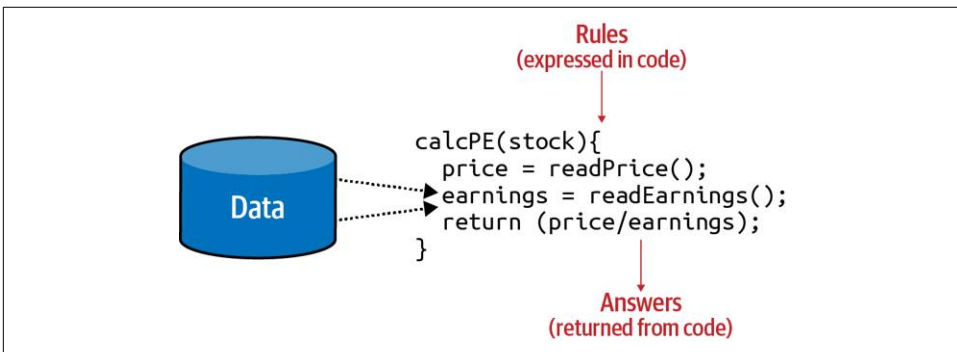 Rules
(expressed in code)
calcPE(stock){
  price = readPrice();
  earnings = readEarnings();
  return (price/earnings);
}
Data
Answers
(returned from code)